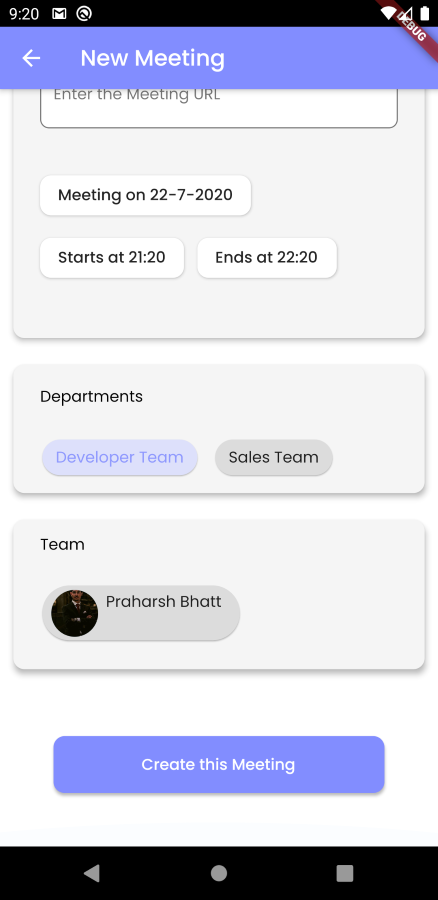 9:20
DEBUG
New Meeting
Enter the Meeting URL
Meeting on 22-7-2020
Starts at 21:20 Ends at 22:20
Departments
Developer Team Sales Team
Team
Praharsh Bhatt
Create this Meeting